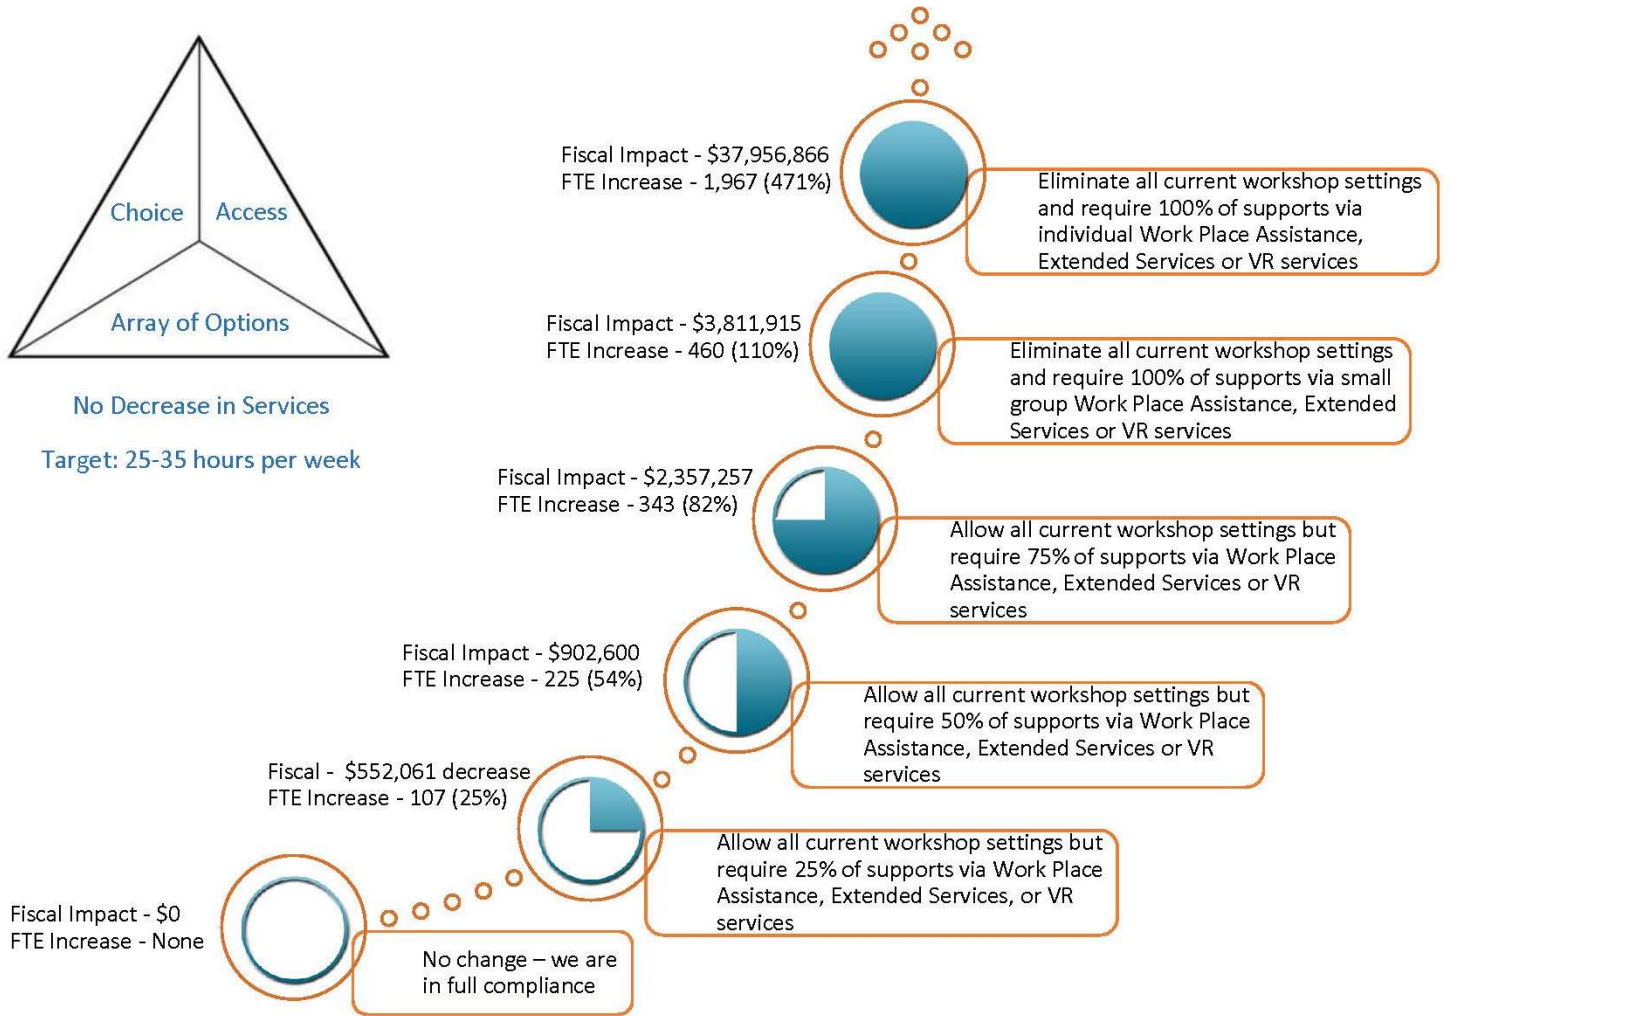 Choice
Access
Array of Options
No Decrease in Services
Target: 25-35 hours per week
Fiscal Impact - $37,956,866
FTE Increase - 1,967 (471%)
Eliminate all current workshop settings
and require 100% of supports via
individual Work Place Assistance,
Extended Services or VR services
Fiscal Impact - $3,811,915
FTE Increase - 460 (110%)
Eliminate all current workshop settings
and require 100% of supports via small
group Work Place Assistance, Extended
Services or VR services
Fiscal Impact - $2,357,257
FTE Increase - 343 (82%)
Allow all current workshop settings but
require 75% of supports via Work Place
Assistance, Extended Services or VR
services
Fiscal Impact - $902,600
FTE Increase - 225 (54%)
Allow all current workshop settings but
require 50% of supports via Work Place
Assistance, Extended Services or VR
services
Fiscal - $552,061 decrease
FTE Increase - 107 (25%)
Allow all current workshop settings but
require 25% of supports via Work Place
Assistance, Extended Services, or VR
services
Fiscal Impact - $0
FTE Increase - None
No change – we are
in full compliance